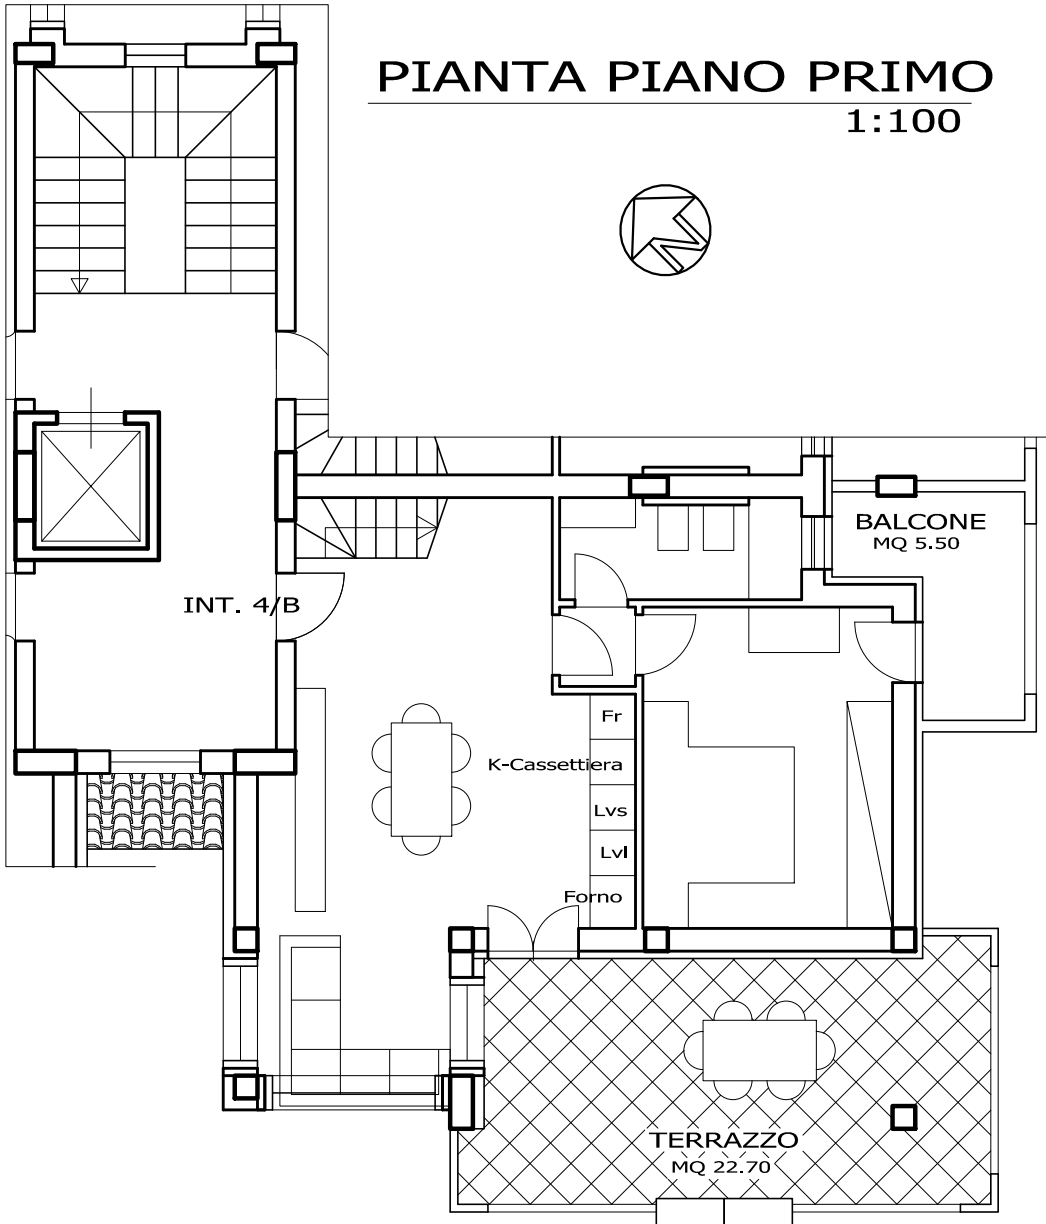 PIANTA PIANO PRIMO
1:100
BALCONE
MQ 5.50
INT. 4/B
Fr
K-Cassettiera
Lvs
Lvl
Forno
TERRAZZO
MQ 22.70